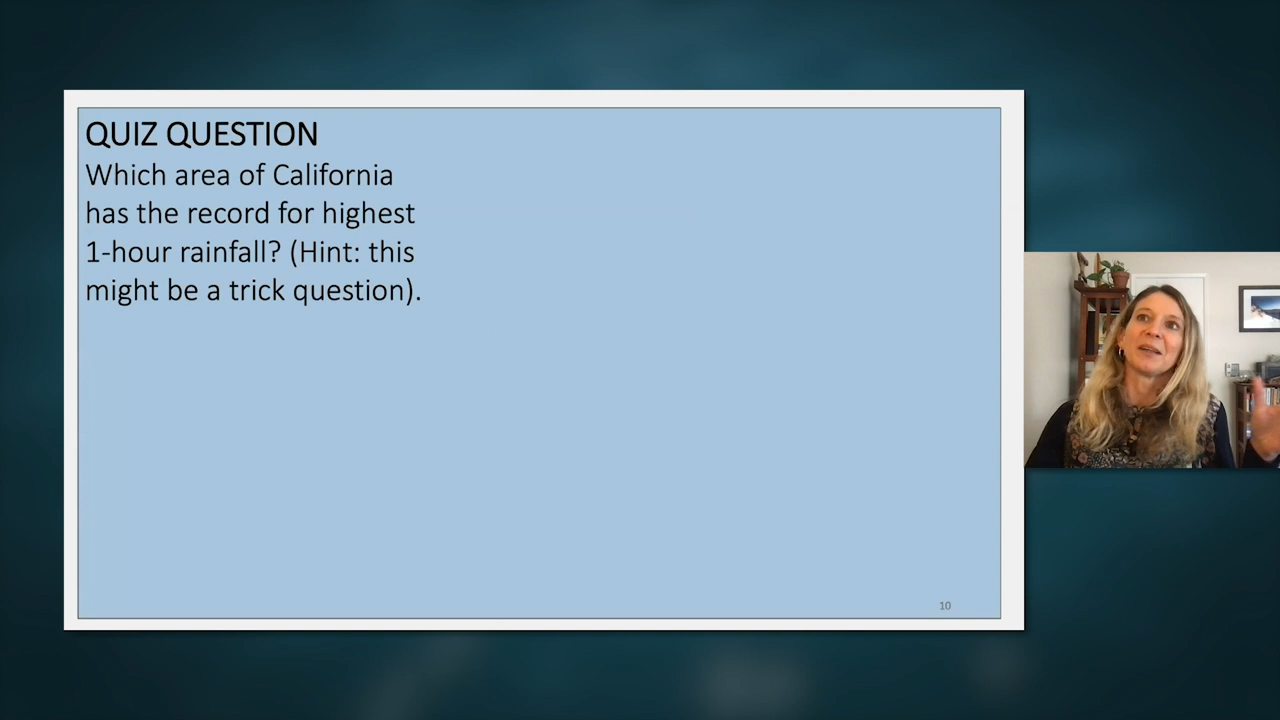 QUIZ QUESTION
Which area of California
has the record for highest
1-hour rainfall? (Hint: this
might be a trick question).
10